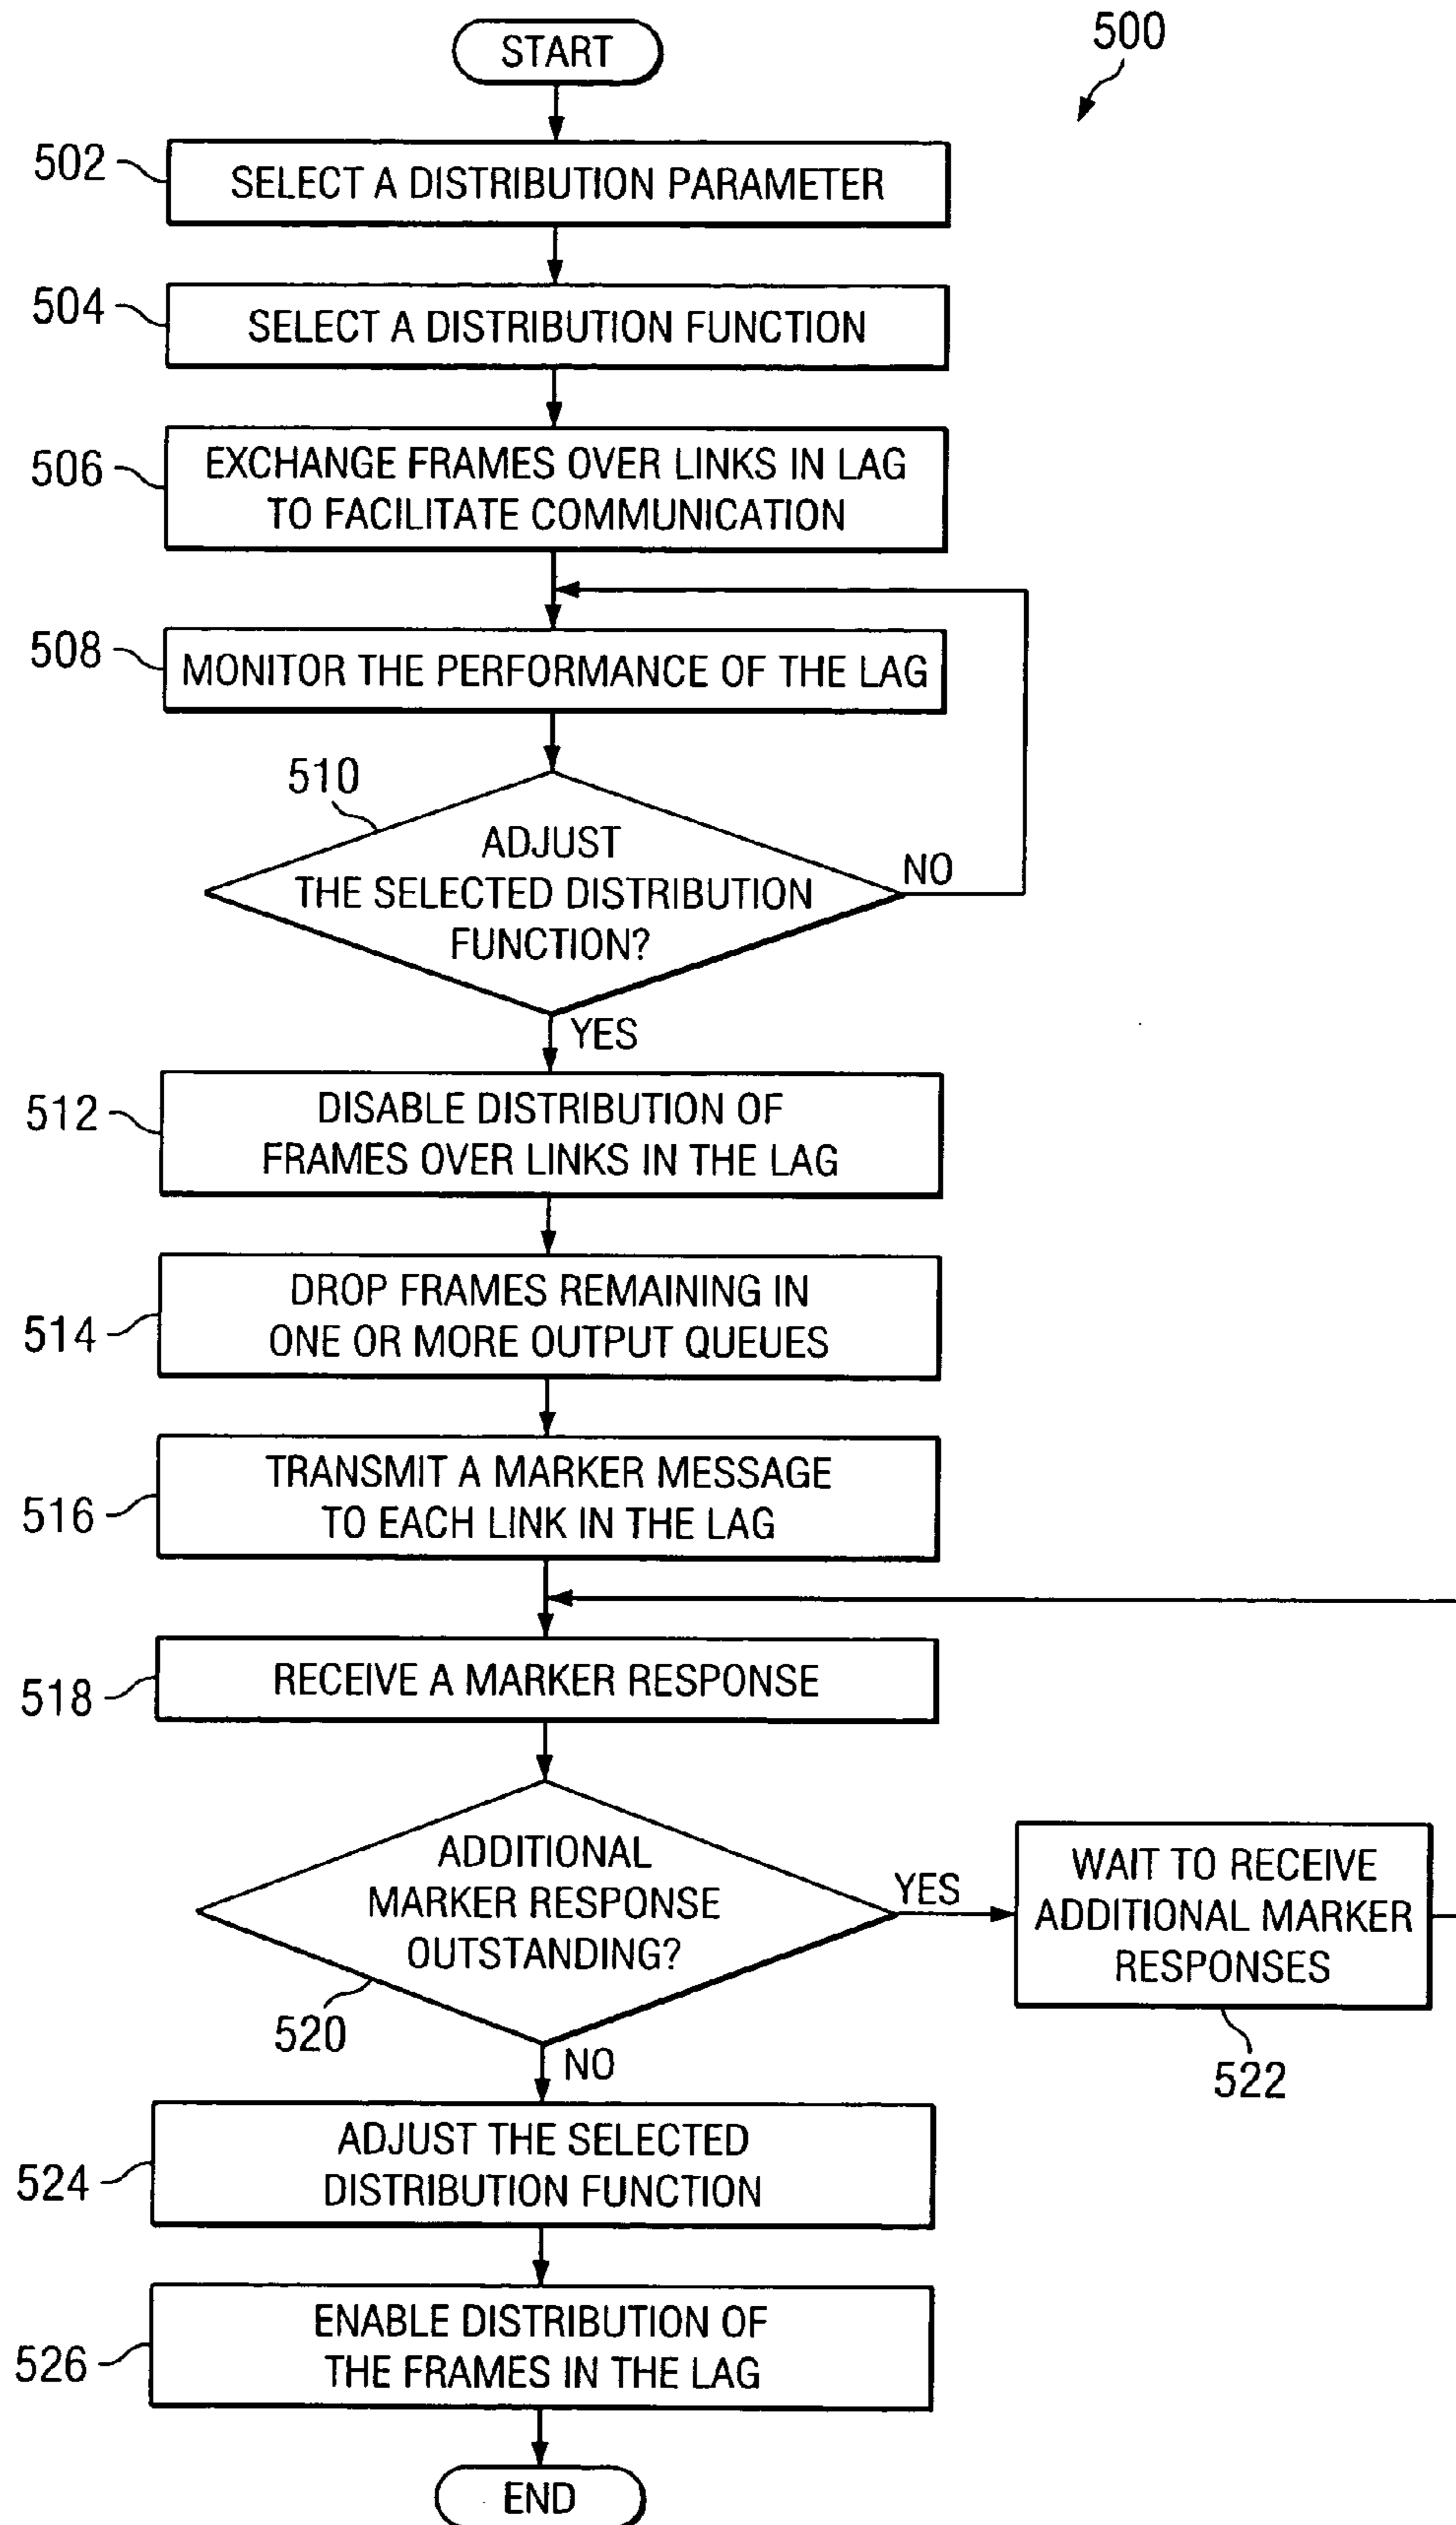 START
500
502
SELECT A DISTRIBUTION PARAMETER
504
SELECT A DISTRIBUTION FUNCTION
506
EXCHANGE FRAMES OVER LINKS IN LAG
TO FACILITATE COMMUNICATION
508
MONITOR THE PERFORMANCE OF THE LAG
510
ADJUST
THE SELECTED DISTRIBUTION
FUNCTION?
NO
YES
512
DISABLE DISTRIBUTION OF
FRAMES OVER LINKS IN THE LAG
514
DROP FRAMES REMAINING IN
ONE OR MORE OUTPUT QUEUES
516
TRANSMIT A MARKER MESSAGE
TO EACH LINK IN THE LAG
518
RECEIVE A MARKER RESPONSE
ADDITIONAL
MARKER RESPONSE
OUTSTANDING?
520
YES
WAIT TO RECEIVE
ADDITIONAL MARKER
RESPONSES
522
NO
524
ADJUST THE SELECTED
DISTRIBUTION FUNCTION
526
ENABLE DISTRIBUTION OF
THE FRAMES IN THE LAG
END